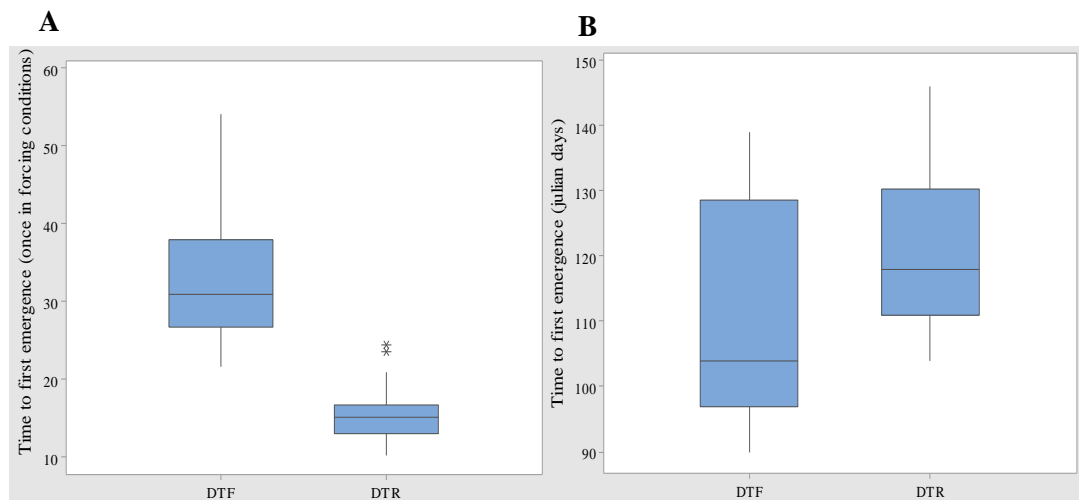 A
Time to first emergence (once in forcing conditions)
60
50
40
30
20
10
DTF DTR
B
Time to first emergence (julian days)
150
140
130
120
110
100
90
DTF DTR